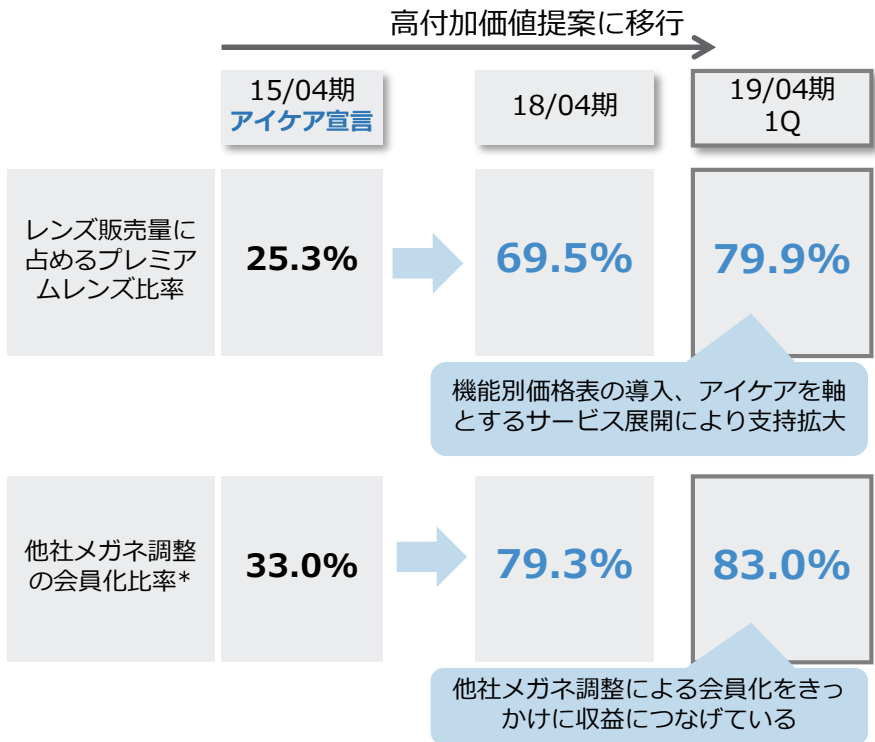 高付加価値提案に移行
15/04期
アイケア宣言
18/04期
19/04期
1Q
レンズ販売量に
占めるプレミア
ムレンズ比率
25.3%
69.5%
79.9%
機能別価格表の導入、アイケアを軸
とするサービス展開により支持拡大
他社メガネ調整
の会員化比率*
33.0%
79.3%
83.0%
他社メガネ調整による会員化をきっ
かけに収益につなげている